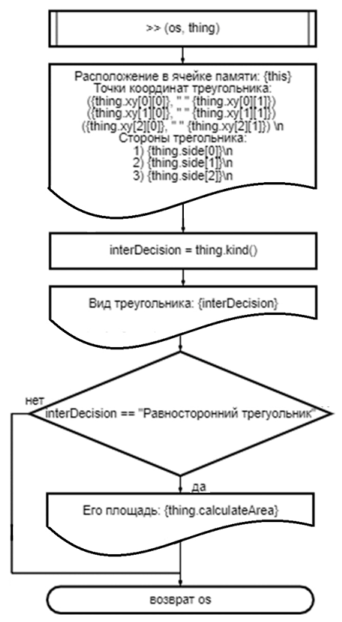 >> (os, thing)
Расположение в ячейке памяти: {this}
Точки координат треугольника:
({thing.xy[0][0]}, " " {thing.xy[0][1]})
({thing.xy[1][0]}, " " {thing.xy[1][1]})
({thing.xy[2][0]}, " " {thing.xy[2][1]}) \n
Стороны трегольника:
1) {thing.side[0]}\n
2) {thing.side[1]}\n
3) {thing.side[2]}\n
interDecision = thing.kind()
Вид треугольника: {interDecision}
нет
interDecision == "Равносторонний трегуольник"
да
Его площадь: {thing.calculateArea}
возврат os